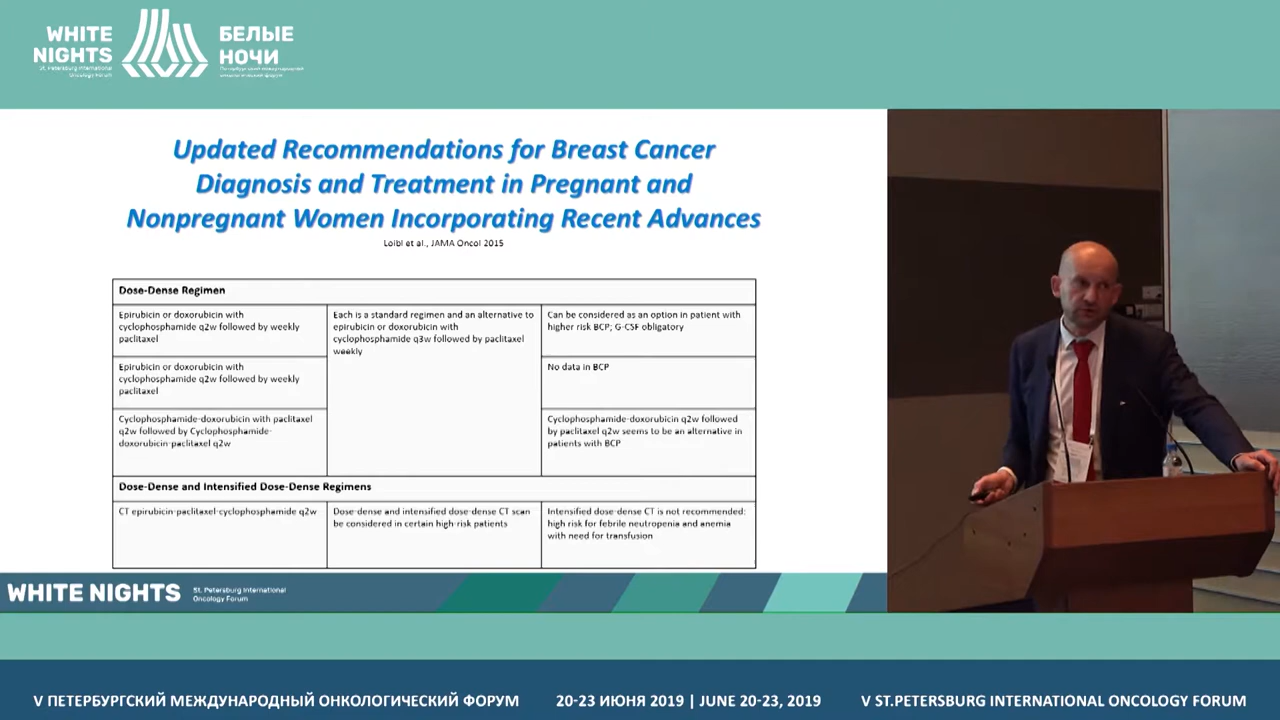 WHITE
NIGHTS
St. Petersburg International
Oncology Forum
БЕЛЫЕ
НОЧИ
Петербургский международный
онкологический форум
Updated Recommendations for Breast Cancer
Diagnosis and Treatment in Pregnant and
Nonpregnant Women Incorporating Recent Advances
Loibl et al., JAMA Oncol 2015
Dose-Dense Regimen
Epirubicin or doxorubicin with
cyclophosphamide q2w followed by weekly
paclitaxel
Each is a standard regimen and an alternative to
epirubicin or doxorubicin with
cyclophosphamide q3w followed by paclitaxel
weekly
Can be considered as an option in patient with
higher risk BCP; G-CSF obligatory
Epirubicin or doxorubicin with
cyclophosphamide q2w followed by weekly
paclitaxel
No data in BCP
Cyclophosphamide-doxorubicin with paclitaxel
q2w followed by Cyclophosphamide-
doxorubicin-paclitaxel q2w
Cyclophosphamide-doxorubicin q2w followed
by paclitaxel q2w seems to be an alternative in
patients with BCP
Dose-Dense and Intensified Dose-Dense Regimens
CT epirubicin-paclitaxel-cyclophosphamide q2w
Dose-dense and intensified dose-dense CT scan
be considered in certain high-risk patients
Intensified dose-dense CT is not recommended:
high risk for febrile neutropenia and anemia
with need for transfusion
WHITE NIGHTS
St. Petersburg International
Oncology Forum
V ПЕТЕРБУРГСКИЙ МЕЖДУНАРОДНЫЙ ОНКОЛОГИЧЕСКИЙ ФОРУМ
20-23 ИЮНЯ 2019 | JUNE 20-23, 2019
V ST.PETERSBURG INTERNATIONAL ONCOLOGY FORUM